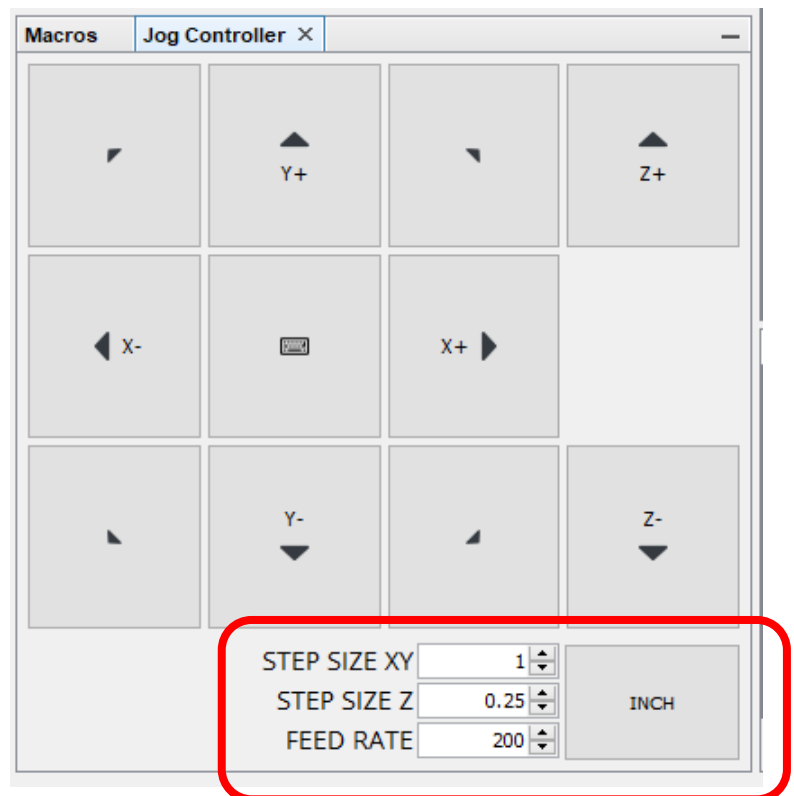 Macros
Jog Controller
Y+
Z+
X-
X+
Y-
Z-
STEP SIZE XY 1
STEP SIZE Z 0.25
FEED RATE 200
INCH